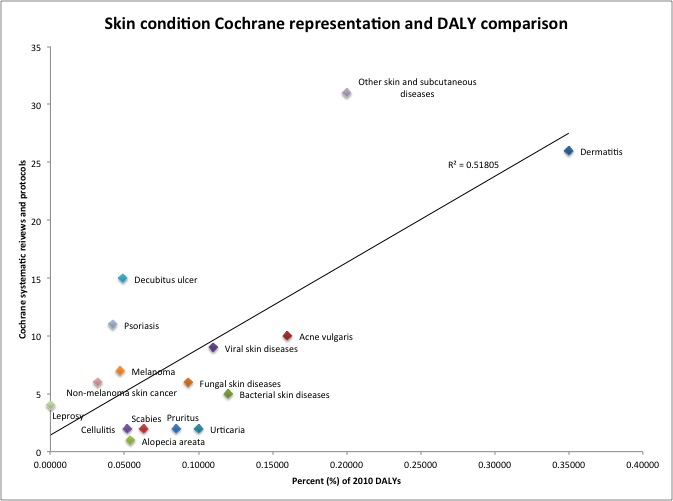 Skin condition Cochrane representation and DALY comparison
35
30
25
20
15
10
5
0
Cochrane systematic reivews and protocols
Other skin and subcutaneous
diseases
Dermatitis
R² = 0.51805
Decubitus ulcer
Psoriasis
Acne vulgaris
Viral skin diseases
Melanoma
Non-melanoma skin cancer
Fungal skin diseases
Bacterial skin diseases
Leprosy
Scabies
Pruritus
Cellulitis
Urticaria
Alopecia areata
0.00000
0.05000
0.10000
0.15000
0.20000
0.25000
0.30000
0.35000
0.40000
Percent (%) of 2010 DALYs